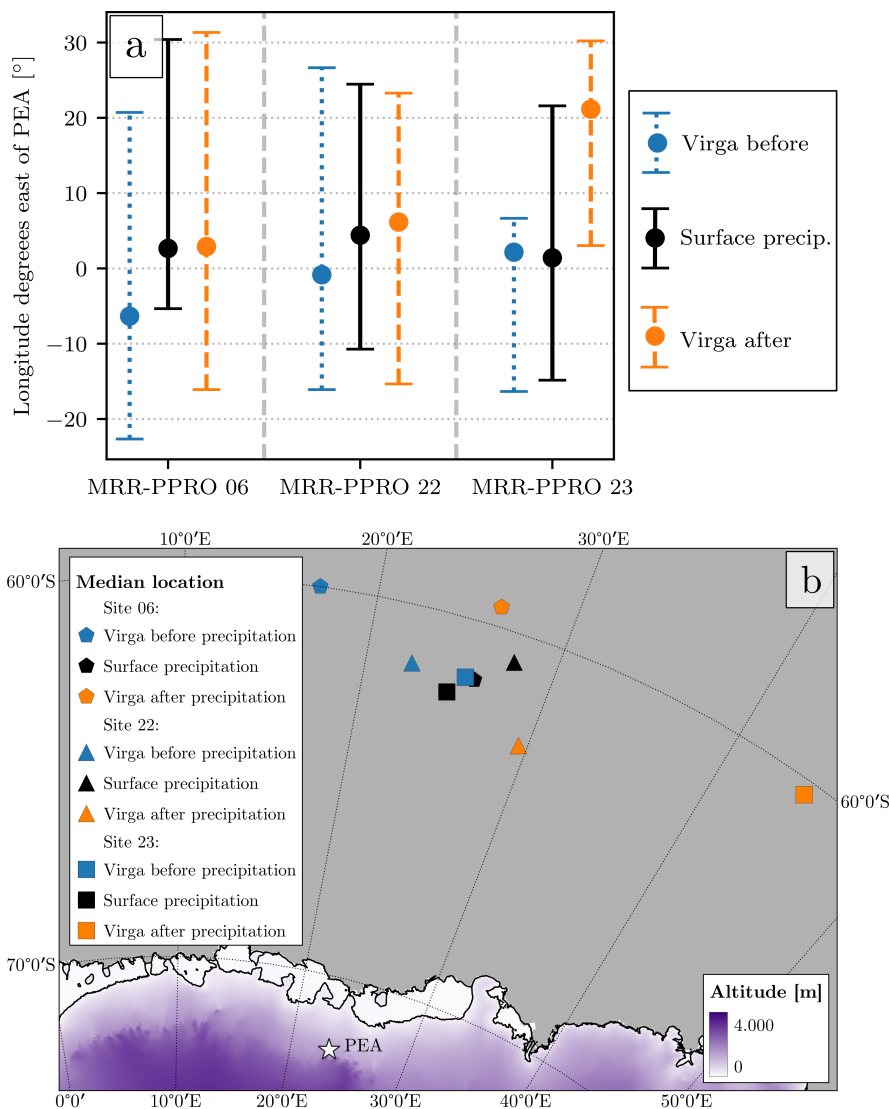 a
Longitude degreees east of PEA [°]
30
20
10
0
−10
−20
MRR-PPRO 06
MRR-PPRO 22
MRR-PPRO 23
Virga before
Surface precip.
Virga after
10°0′E
20°0′E
30°0′E
b
60°0′S
Median location
Site 06:
Virga before precipitation
Surface precipitation
Virga after precipitation
Site 22:
Virga before precipitation
Surface precipitation
Virga after precipitation
Site 23:
Virga before precipitation
Surface precipitation
Virga after precipitation
60°0′S
70°0′S
Altitude [m]
4.000
0
PEA
0°0′
10°0′E
20°0′E
30°0′E
40°0′E
50°0′E